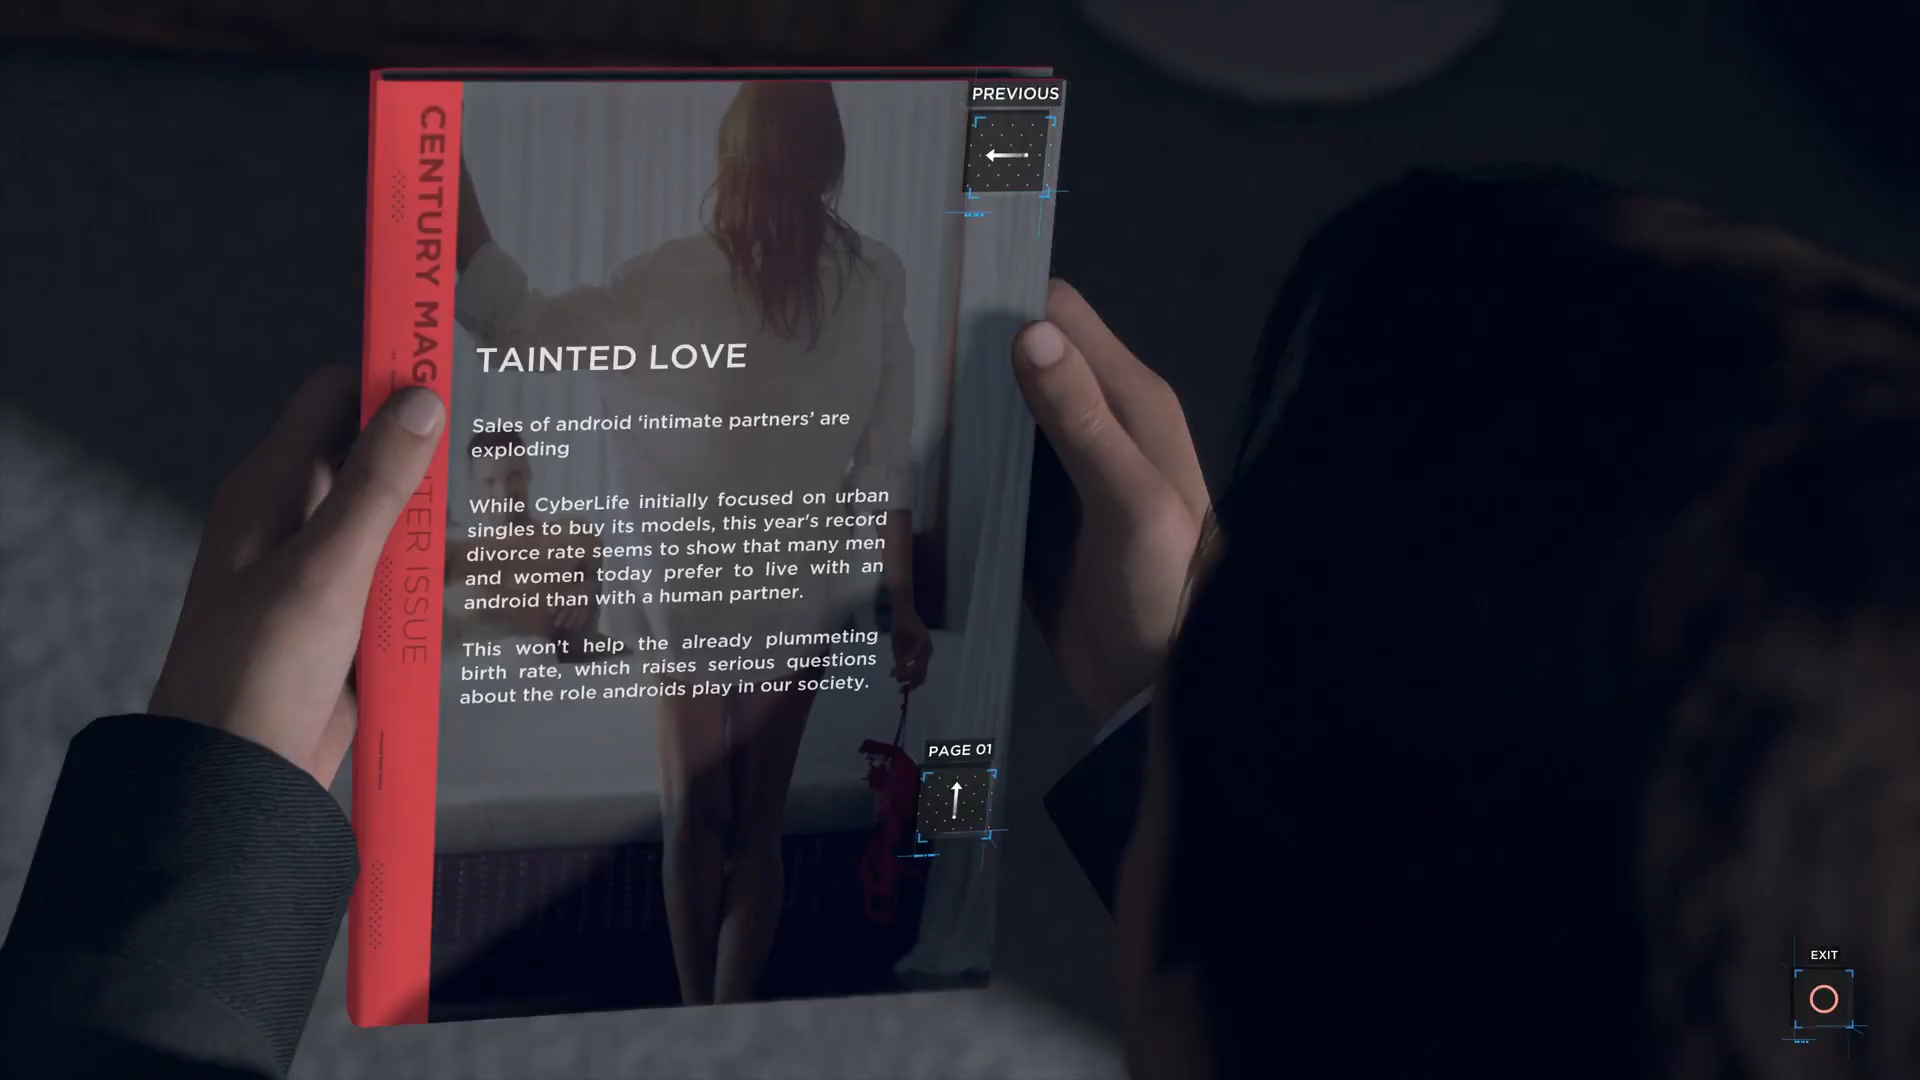 PREVIOUS
CENTURY MAG
TER ISSUE
TAINTED LOVE
Sales of android ‘intimate partners’ are
exploding
While CyberLife initially focused on urban
singles to buy its models, this year's record
divorce rate seems to show that many men
and women today prefer to live with an
android than with a human partner.
This won’t help the already plummeting
birth rate, which raises serious questions
about the role androids play in our society.
PAGE 01
EXIT